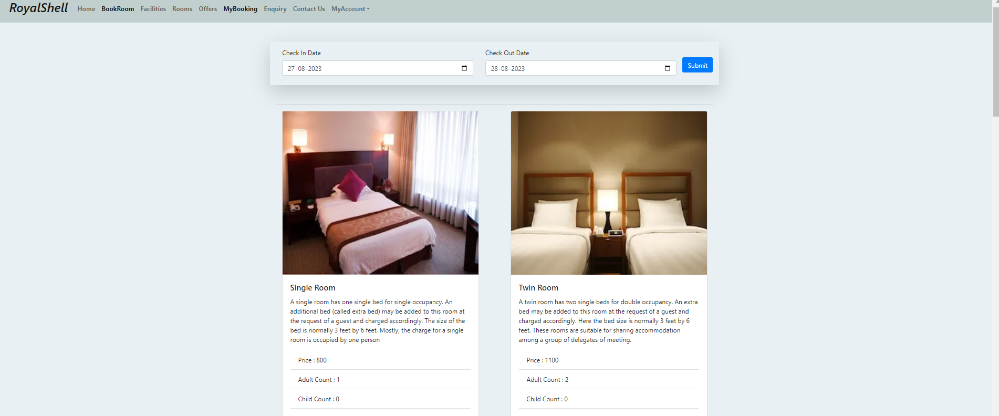 RoyalShell Home BookRoom Facilities Rooms Offers MyBooking Enquiry Contact Us MyAccount
Check In Date
27-08-2023
Check Out Date
28-08-2023
Submit
Single Room
A single room has one single bed for single occupancy. An
additional bed (called extra bed) may be added to this room at
the request of a guest and charged accordingly. The size of the
bed is normally 3 feet by 6 feet. Mostly, the charge for a single
room is occupied by one person
Price : 800
Adult Count : 1
Child Count : 0
Twin Room
A twin room has two single beds for double occupancy. An extra
bed may be added to this room at the request of a guest and
charged accordingly. Here the bed size is normally 3 feet by 6
feet. These rooms are suitable for sharing accommodation
among a group of delegates of meeting.
Price : 1100
Adult Count : 2
Child Count : 0